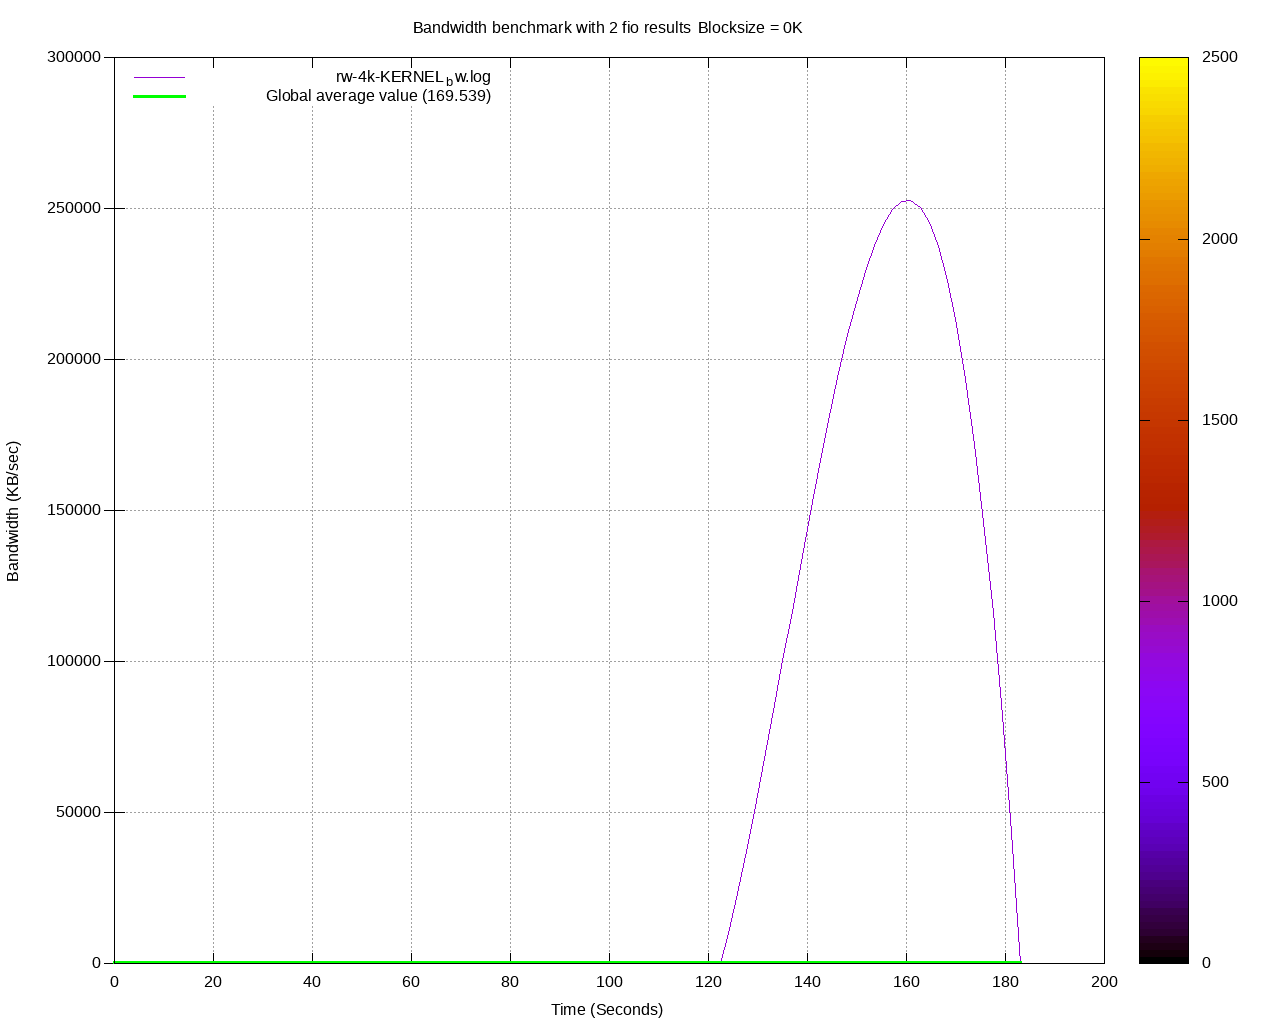 Bandwidth benchmark with 2 fio results Blocksize = 0K
rw-4k-KERNEL_bw.log
Global average value (169.539)
300000
250000
200000
150000
100000
50000
0
Bandwidth (KB/sec)
0 20 40 60 80 100 120 140 160 180 200
Time (Seconds)
2500
2000
1500
1000
500
0